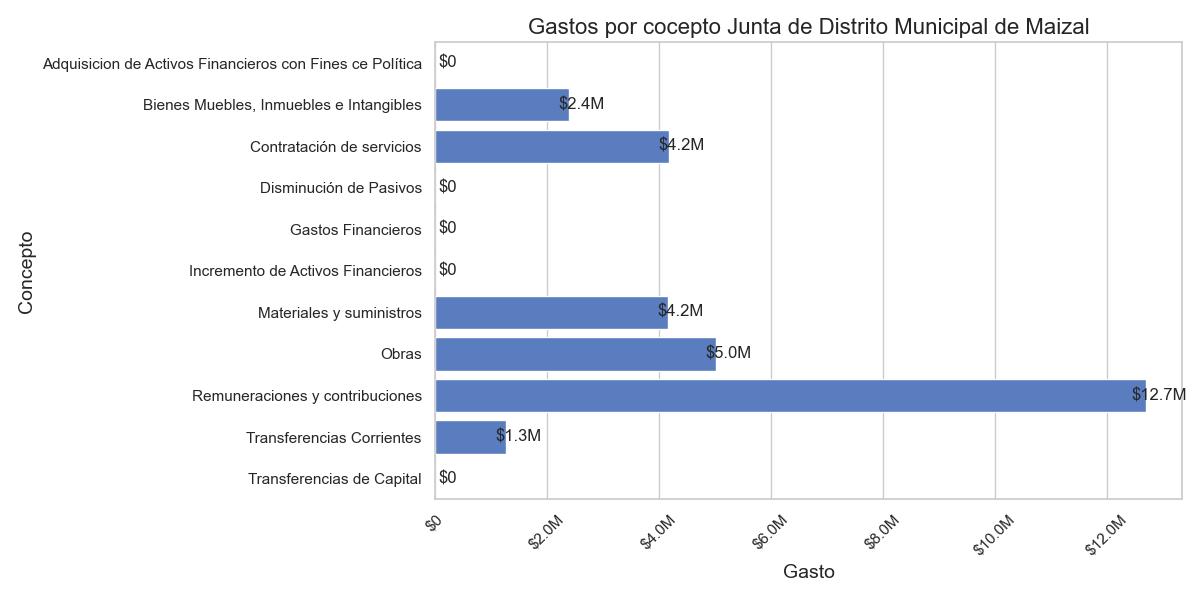 Gastos por cocepto Junta de Distrito Municipal de Maizal
Concepto
Adquisicion de Activos Financieros con Fines ce Política $0
Bienes Muebles, Inmuebles e Intangibles $2.4M
Contratación de servicios $4.2M
Disminución de Pasivos $0
Gastos Financieros $0
Incremento de Activos Financieros $0
Materiales y suministros $4.2M
Obras $5.0M
Remuneraciones y contribuciones $12.7M
Transferencias Corrientes $1.3M
Transferencias de Capital $0
$0 $2.0M $4.0M $6.0M $8.0M $10.0M $12.0M
Gasto